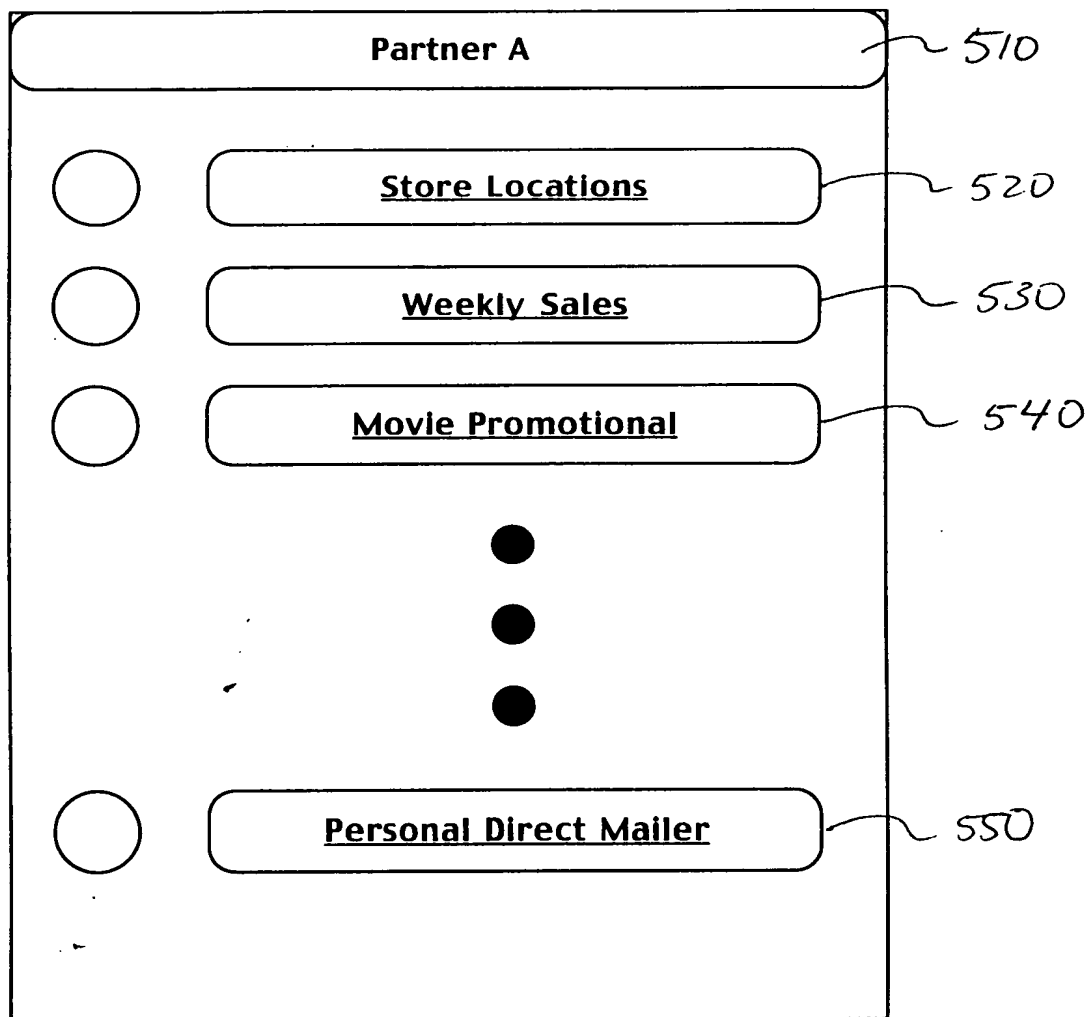 Partner A 510
Store Locations 520
Weekly Sales 530
Movie Promotional 540
Personal Direct Mailer 550